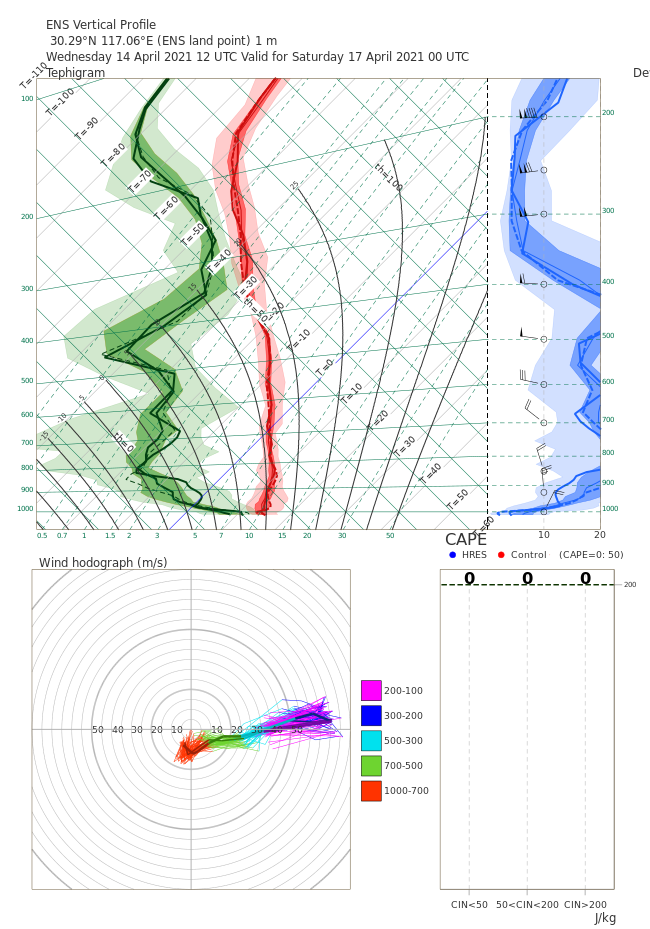 ENS Vertical Profile
30.29°N 117.06°E (ENS land point) 1 m
Wednesday 14 April 2021 12 UTC Valid for Saturday 17 April 2021 00 UTC
Tephigram
De
T=-110
T=-100
T=-90
T=-80
T=-70
T=-60
T=-50
T=-40
T=-30
T=-20
T=-10
T=0
T=10
T=20
T=30
T=40
T=50
T=60
th=100
th=0
100
200
300
400
500
600
700
800
900
1000
25
15
-5
-10
-15
200
300
400
500
600
700
800
900
1000
0.5 0.7 1 1.5 2 3 5 7 10 15 20 30 50
10 20
CAPE
HRES Control (CAPE=0: 50)
0 0 0
200
CIN<50 50<CIN<200 CIN>200
J/kg
Wind hodograph (m/s)
50 40 30 20 10 10 20 30
200-100
300-200
500-300
700-500
1000-700